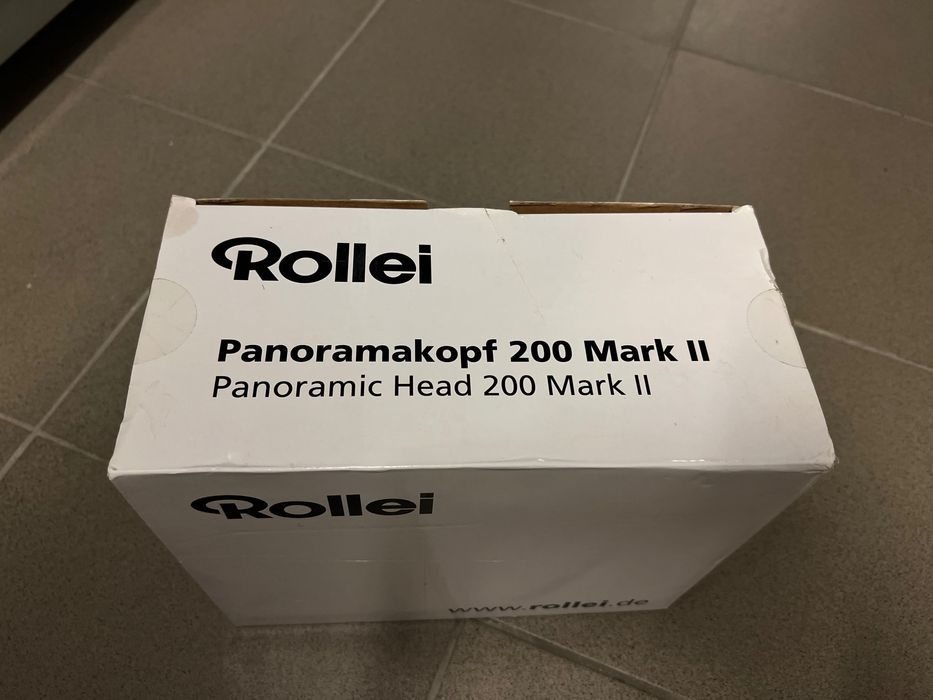 Rollei
Panoramakopf 200 Mark II
Panoramic Head 200 Mark II
Rollei
www.rollei.de